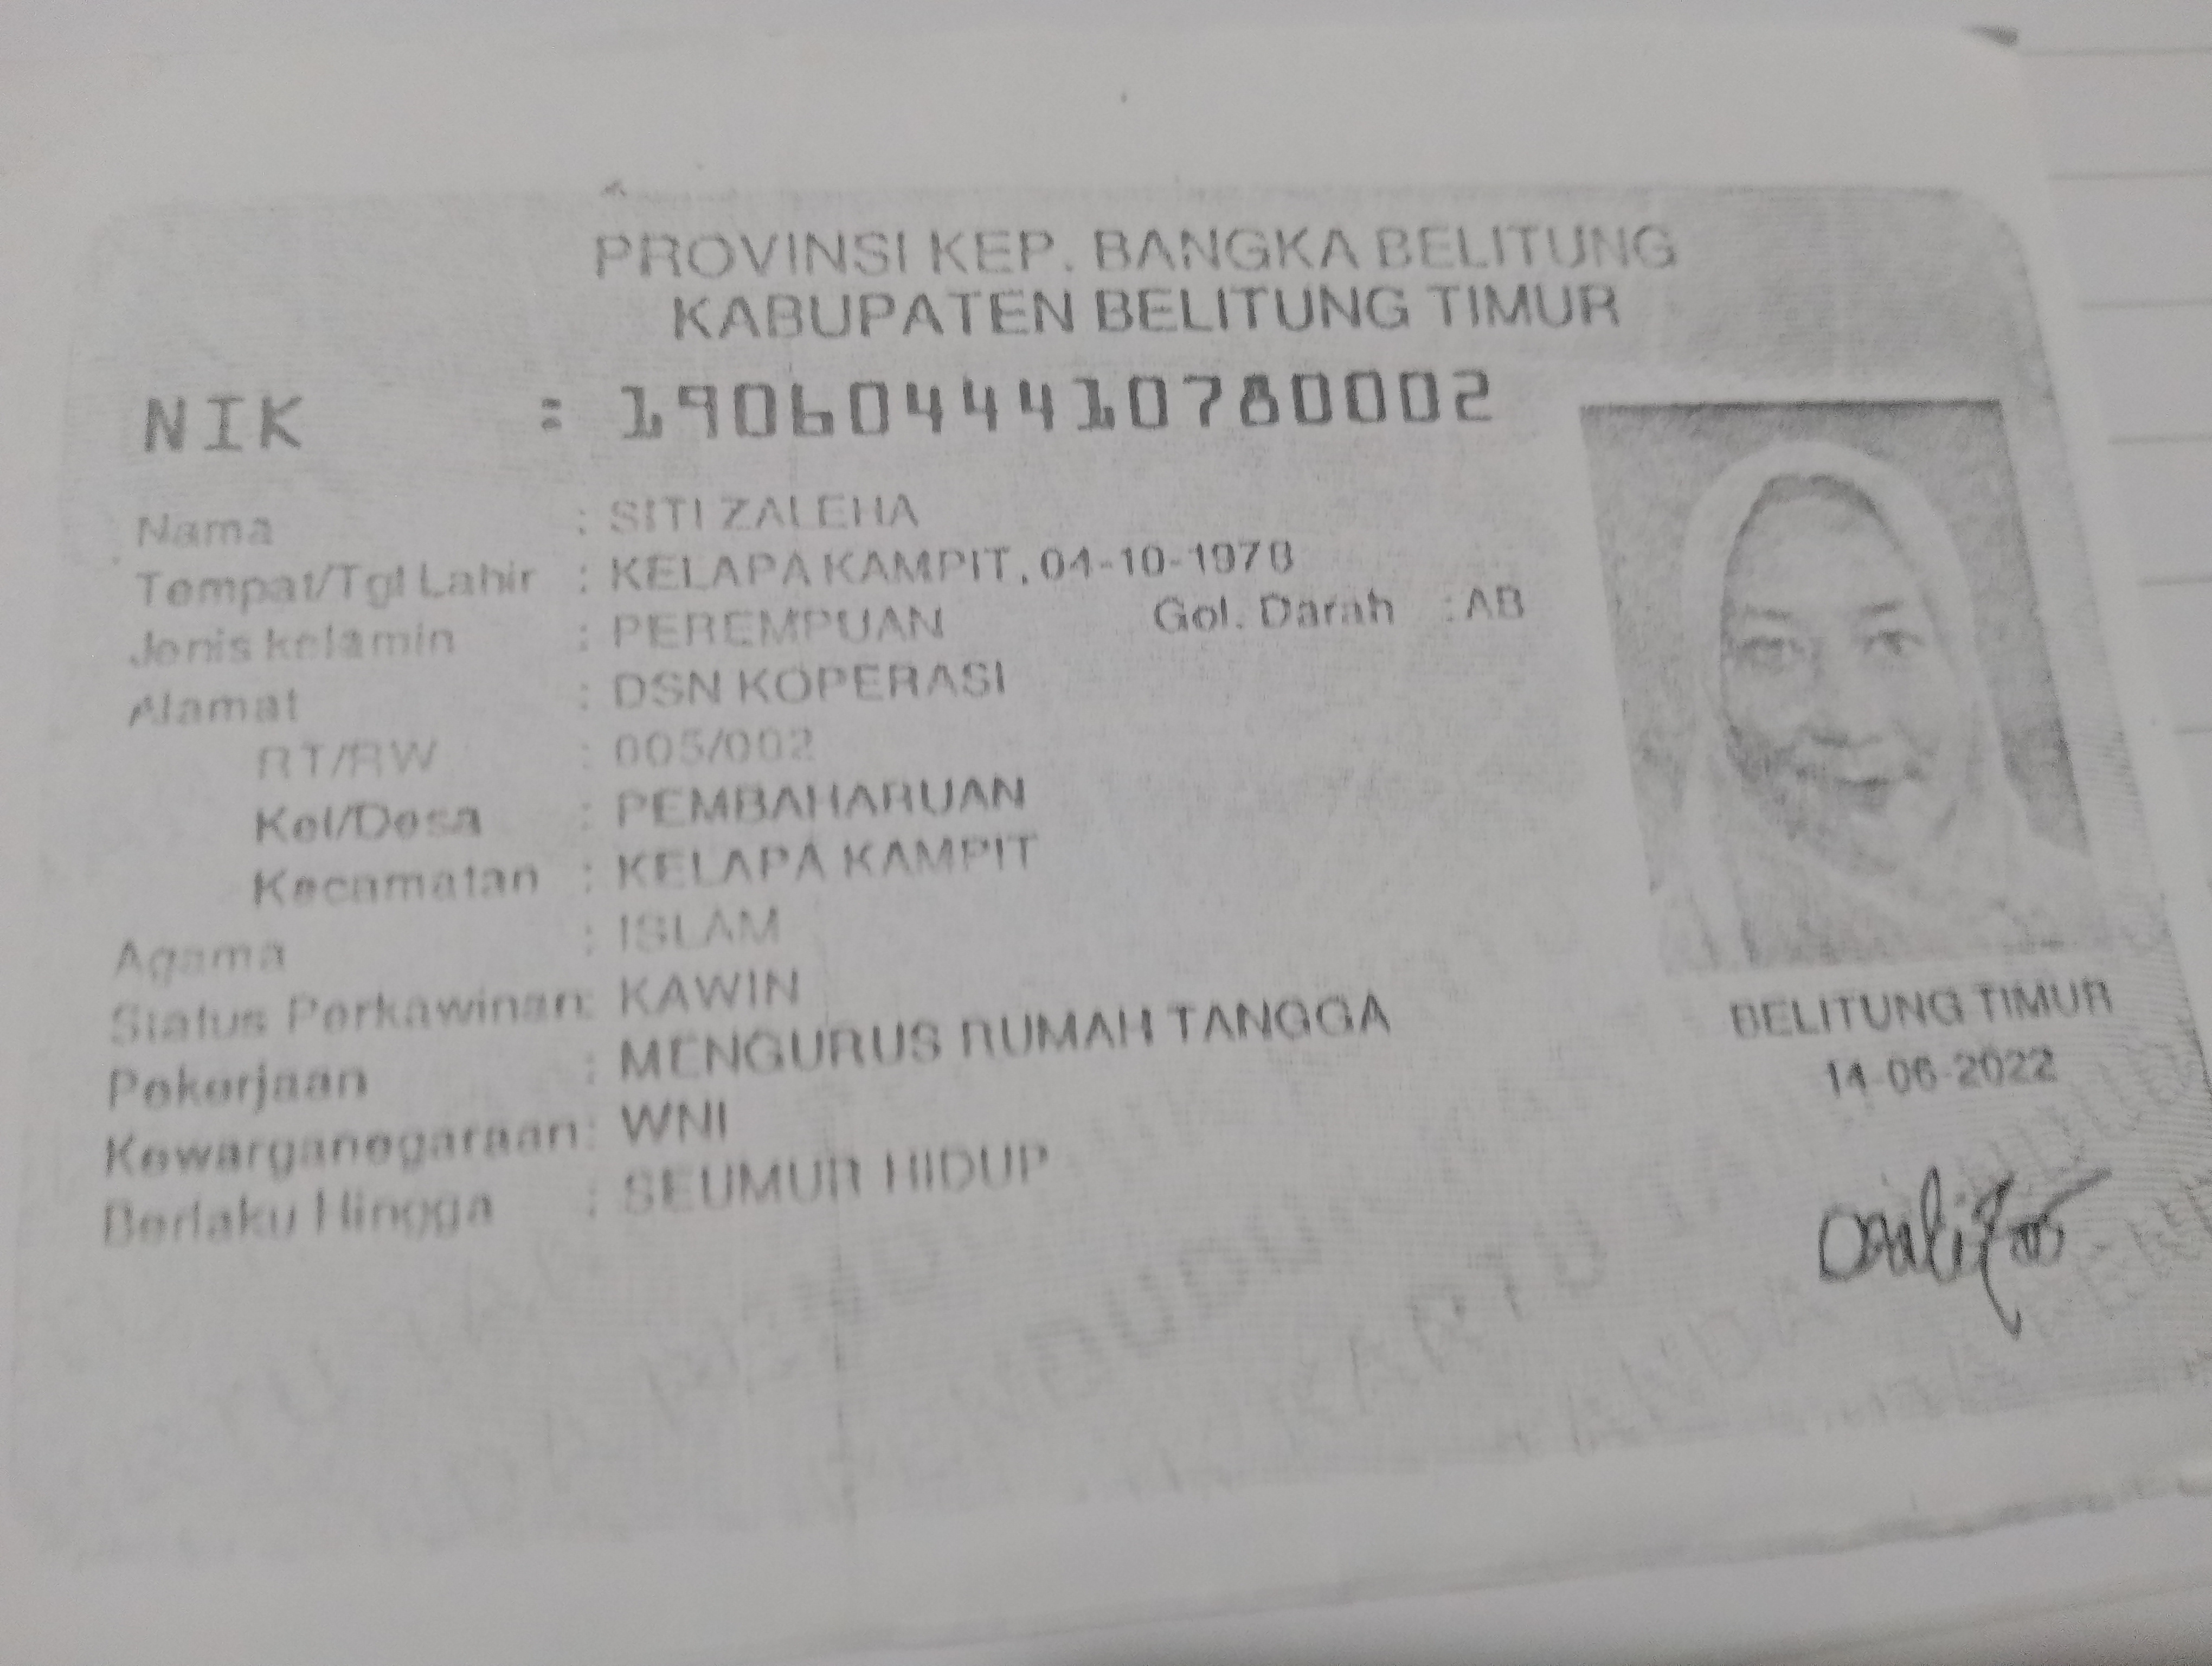 PROVINSI KEP. BANGKA BELITUNG
KABUPATEN BELITUNG TIMUR
NIK : 1906044410780002
Nama : SITI ZALEHA
Tempat/Tgl Lahir : KELAPA KAMPIT, 04-10-1978
Jenis kelamin : PEREMPUAN Gol. Darah : AB
Alamat : DSN KOPERASI
RT/RW : 005/002
Kel/Desa : PEMBAHARUAN
Kecamatan : KELAPA KAMPIT
Agama : ISLAM
Status Perkawinan: KAWIN
Pekerjaan : MENGURUS RUMAH TANGGA
Kewarganegaraan: WNI
Berlaku Hingga : SEUMUR HIDUP
BELITUNG TIMUR
14-06-2022